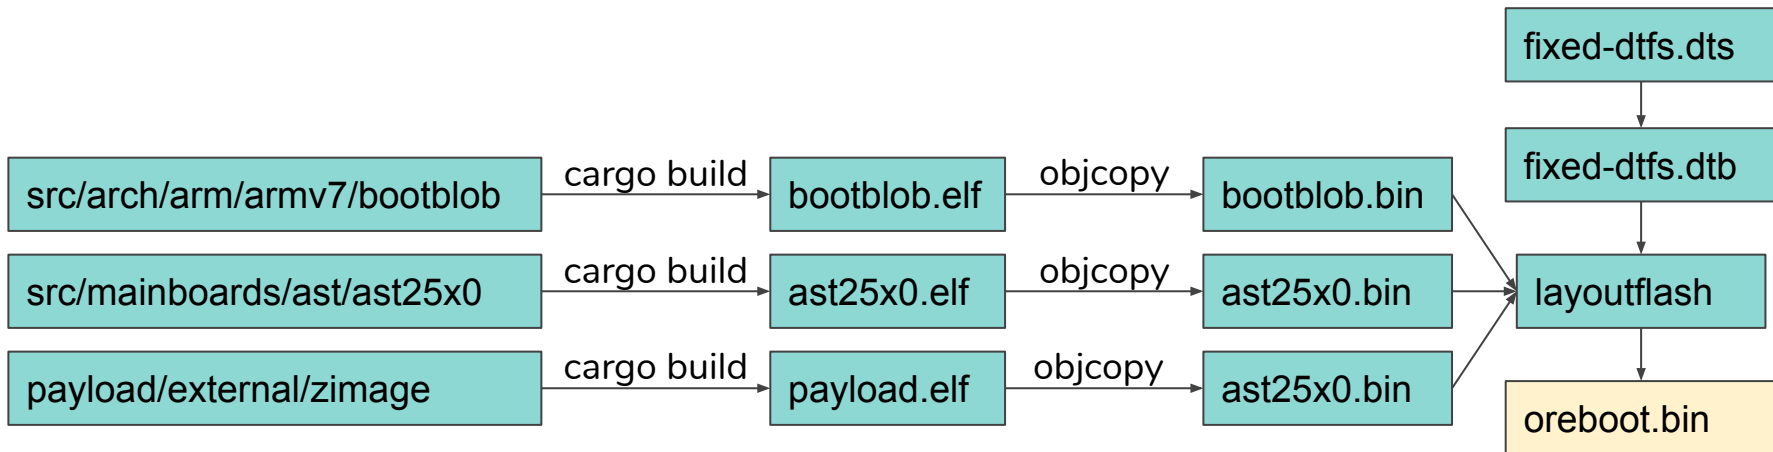 fixed-dtfs.dts
fixed-dtfs.dtb
src/arch/arm/armv7/bootblob
cargo build
bootblob.elf
objcopy
bootblob.bin
src/mainboards/ast/ast25x0
cargo build
ast25x0.elf
objcopy
ast25x0.bin
layoutflash
payload/external/zimage
cargo build
payload.elf
objcopy
ast25x0.bin
oreboot.bin